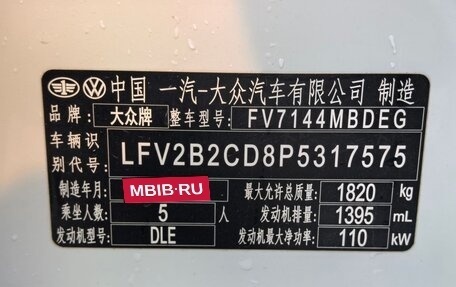 中国 一汽-大众汽车有限公司 制造
品牌: 大众牌 整车型号: FV7144MBDEG
车辆识别代号: LFV2B2CD8P5317575
制造年月 MBIB.RU 最大允许总质量: 1820 kg
乘坐人数: 5 人 发动机排量: 1395 mL
发动机型号: DLE 发动机最大净功率: 110 kW